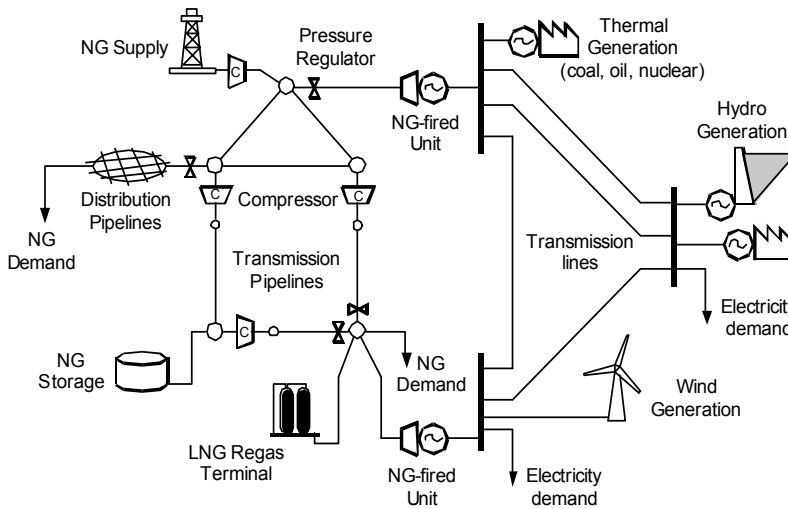 NG Supply
C
Pressure
Regulator
Thermal
Generation
(coal, oil, nuclear)
NG-fired
Unit
Hydro
Generation
Distribution
Pipelines
C
Compressor
C
NG
Demand
Transmission
Pipelines
Transmission
lines
Electricity
demand
C
NG
Storage
NG
Demand
Wind
Generation
LNG Regas
Terminal
NG-fired
Unit
Electricity
demand